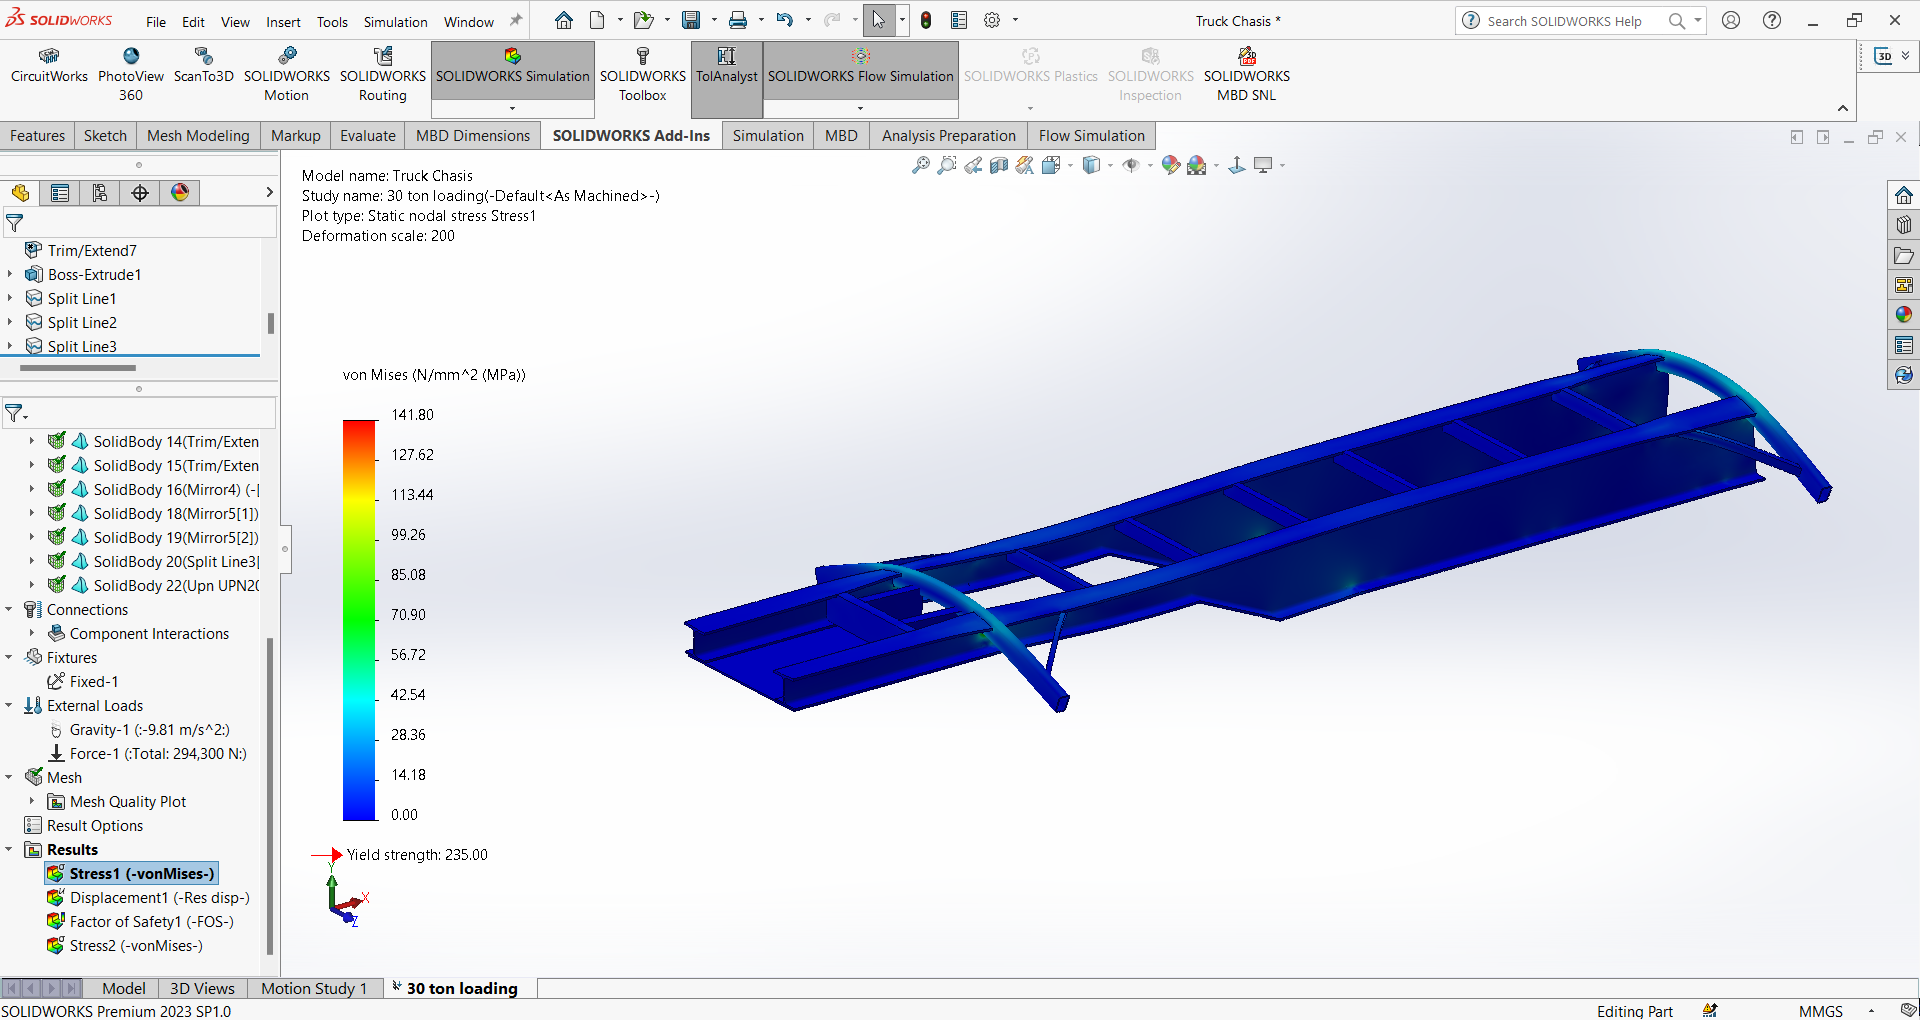 SOLIDWORKS
File Edit View Insert Tools Simulation Window
Truck Chasis *
Search SOLIDWORKS Help
CircuitWorks
PhotoView 360
ScanTo3D
SOLIDWORKS Motion
SOLIDWORKS Routing
SOLIDWORKS Simulation
SOLIDWORKS Toolbox
TolAnalyst
SOLIDWORKS Flow Simulation
SOLIDWORKS Plastics
SOLIDWORKS Inspection
SOLIDWORKS MBD SNL
3D
Features Sketch Mesh Modeling Markup Evaluate MBD Dimensions SOLIDWORKS Add-Ins Simulation MBD Analysis Preparation Flow Simulation
Model name: Truck Chasis
Study name: 30 ton loading(-Default<As Machined>-)
Plot type: Static nodal stress Stress1
Deformation scale: 200
Trim/Extend7
Boss-Extrude1
Split Line1
Split Line2
Split Line3
SolidBody 14(Trim/Exten
SolidBody 15(Trim/Exten
SolidBody 16(Mirror4) (-[
SolidBody 18(Mirror5[1])
SolidBody 19(Mirror5[2])
SolidBody 20(Split Line3[
SolidBody 22(Upn UPN20
Connections
Component Interactions
Fixtures
Fixed-1
External Loads
Gravity-1 (:-9.81 m/s^2:)
Force-1 (:Total: 294,300 N:)
Mesh
Mesh Quality Plot
Result Options
Results
Stress1 (-vonMises-)
Displacement1 (-Res disp-)
Factor of Safety1 (-FOS-)
Stress2 (-vonMises-)
von Mises (N/mm^2 (MPa))
141.80
127.62
113.44
99.26
85.08
70.90
56.72
42.54
28.36
14.18
0.00
Yield strength: 235.00
Y
X
Z
Model 3D Views Motion Study 1 30 ton loading
SOLIDWORKS Premium 2023 SP1.0
Editing Part
MMGS